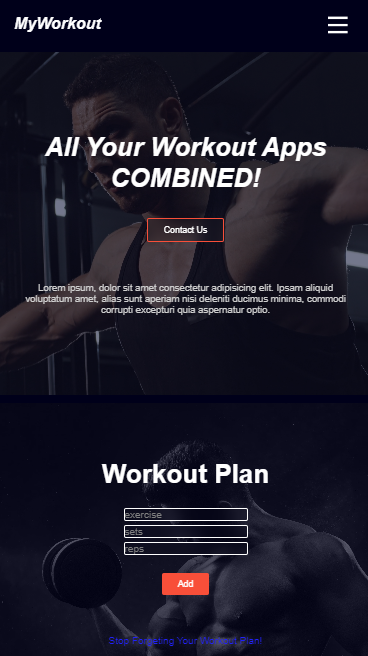 MyWorkout
All Your Workout Apps
COMBINED!
Contact Us
Lorem ipsum, dolor sit amet consectetur adipisicing elit. Ipsam aliquid
voluptatum amet, alias sunt aperiam nisi deleniti ducimus minima, commodi
corrupti excepturi quia aspernatur optio.
Workout Plan
exercise
sets
reps
Add
Stop Forgeting Your Workout Plan!